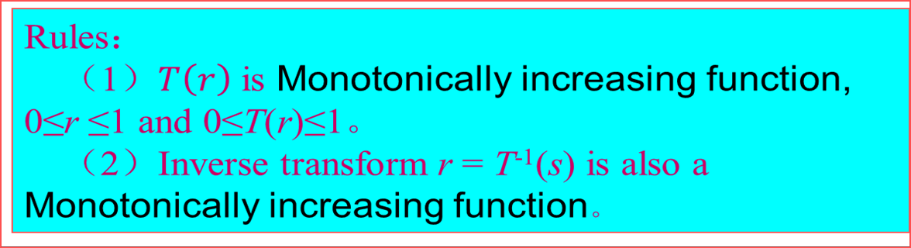 Rules：
（1）T(r) is Monotonically increasing function,
0≤r ≤1 and 0≤T(r)≤1。
（2）Inverse transform r = T⁻¹(s) is also a
Monotonically increasing function。